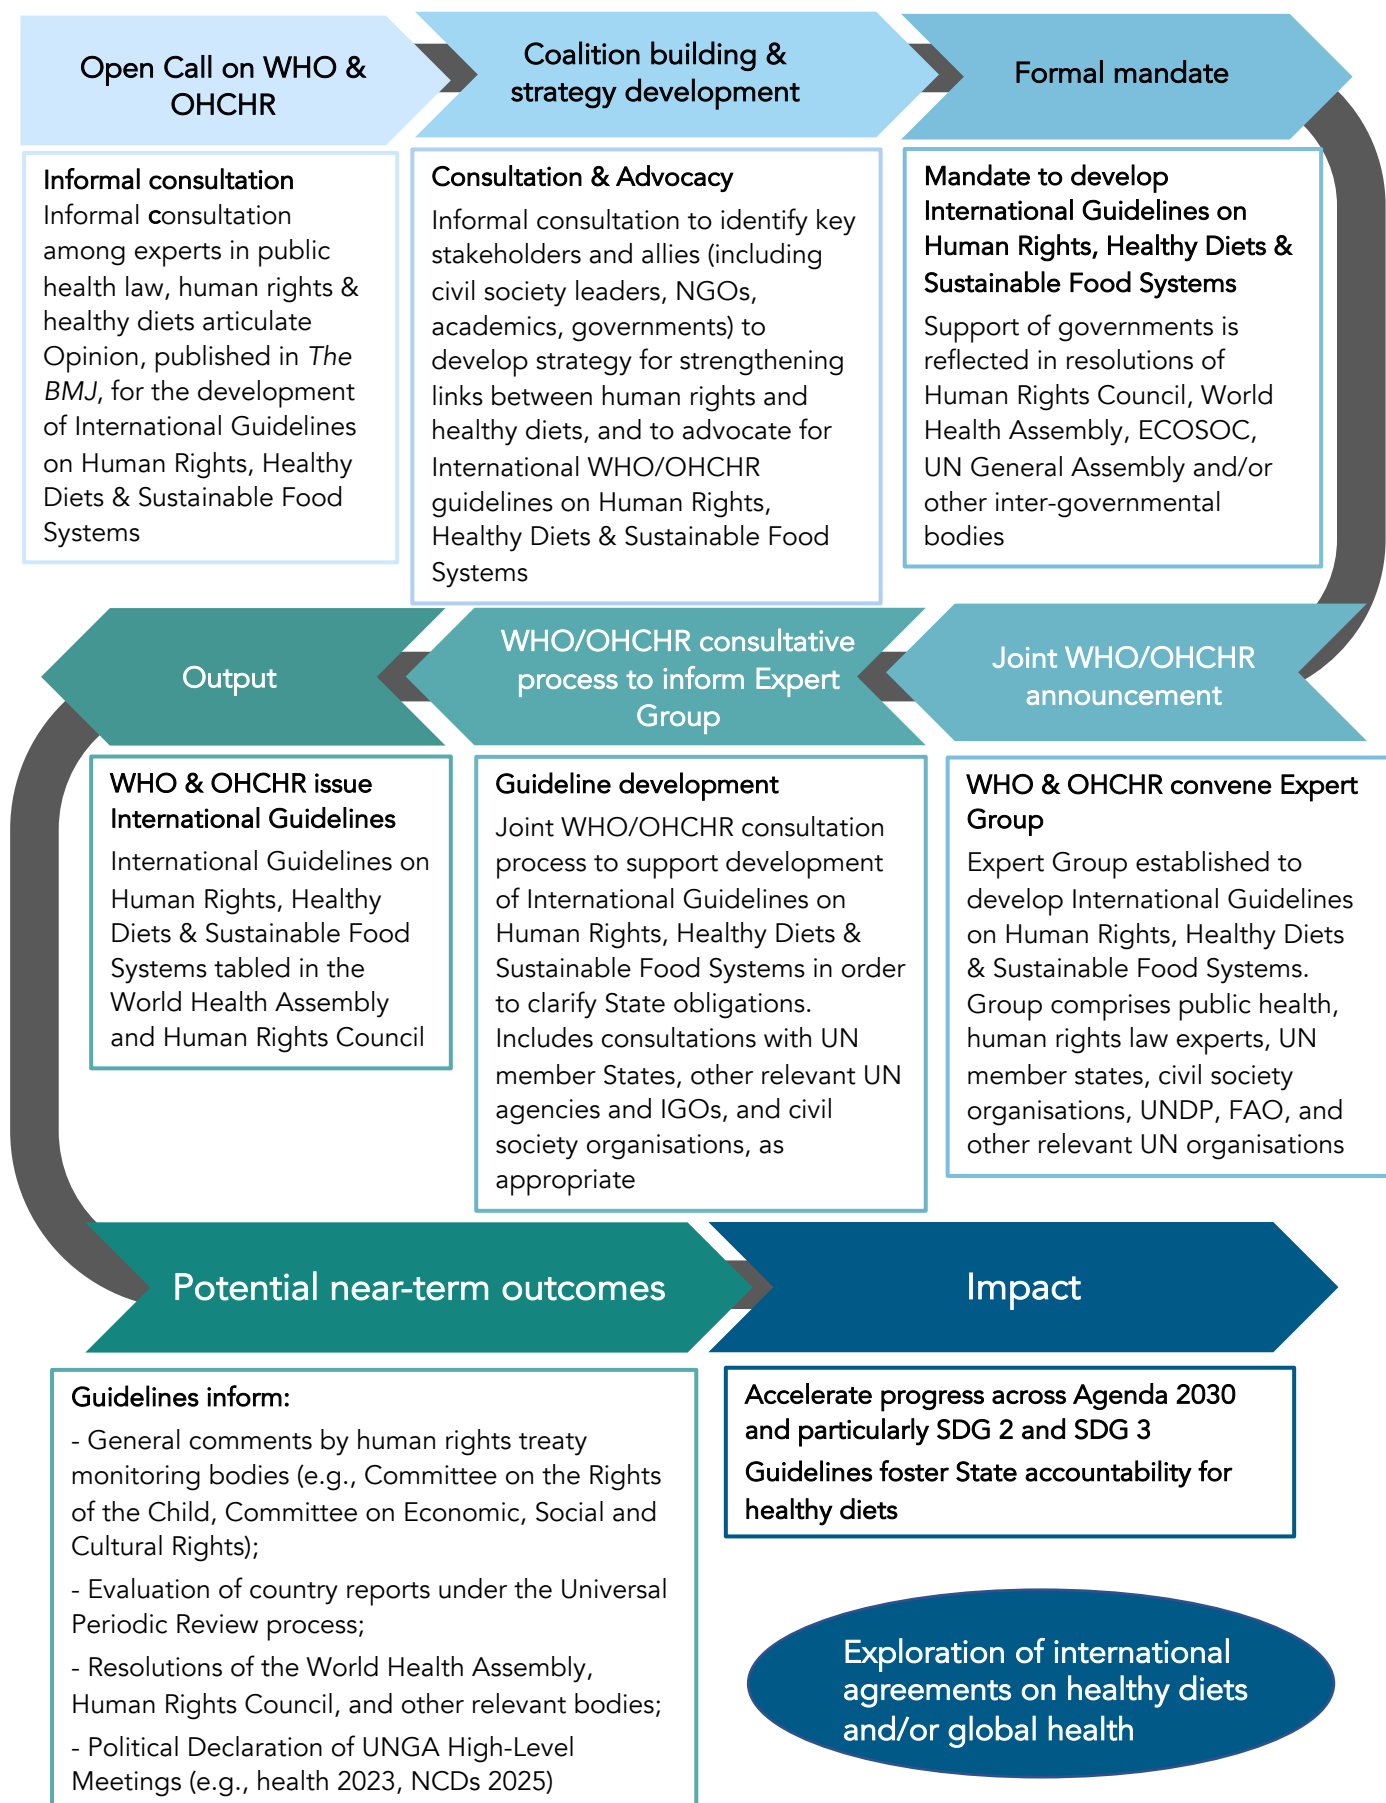 Open Call on WHO &
OHCHR
Informal consultation
Informal consultation
among experts in public
health law, human rights &
healthy diets articulate
Opinion, published in The
BMJ, for the development
of International Guidelines
on Human Rights, Healthy
Diets & Sustainable Food
Systems
Coalition building &
strategy development
Consultation & Advocacy
Informal consultation to identify key
stakeholders and allies (including
civil society leaders, NGOs,
academics, governments) to
develop strategy for strengthening
links between human rights and
healthy diets, and to advocate for
International WHO/OHCHR
guidelines on Human Rights,
Healthy Diets & Sustainable Food
Systems
Formal mandate
Mandate to develop
International Guidelines on
Human Rights, Healthy Diets &
Sustainable Food Systems
Support of governments is
reflected in resolutions of
Human Rights Council, World
Health Assembly, ECOSOC,
UN General Assembly and/or
other inter-governmental
bodies
Joint WHO/OHCHR
announcement
WHO & OHCHR convene Expert
Group
Expert Group established to
develop International Guidelines
on Human Rights, Healthy Diets
& Sustainable Food Systems.
Group comprises public health,
human rights law experts, UN
member states, civil society
organisations, UNDP, FAO, and
other relevant UN organisations
WHO/OHCHR consultative
process to inform Expert
Group
Guideline development
Joint WHO/OHCHR consultation
process to support development
of International Guidelines on
Human Rights, Healthy Diets &
Sustainable Food Systems in order
to clarify State obligations.
Includes consultations with UN
member States, other relevant UN
agencies and IGOs, and civil
society organisations, as
appropriate
Output
WHO & OHCHR issue
International Guidelines
International Guidelines on
Human Rights, Healthy
Diets & Sustainable Food
Systems tabled in the
World Health Assembly
and Human Rights Council
Potential near-term outcomes
Guidelines inform:
- General comments by human rights treaty
monitoring bodies (e.g., Committee on the Rights
of the Child, Committee on Economic, Social and
Cultural Rights);
- Evaluation of country reports under the Universal
Periodic Review process;
- Resolutions of the World Health Assembly,
Human Rights Council, and other relevant bodies;
- Political Declaration of UNGA High-Level
Meetings (e.g., health 2023, NCDs 2025)
Impact
Accelerate progress across Agenda 2030
and particularly SDG 2 and SDG 3
Guidelines foster State accountability for
healthy diets
Exploration of international
agreements on healthy diets
and/or global health